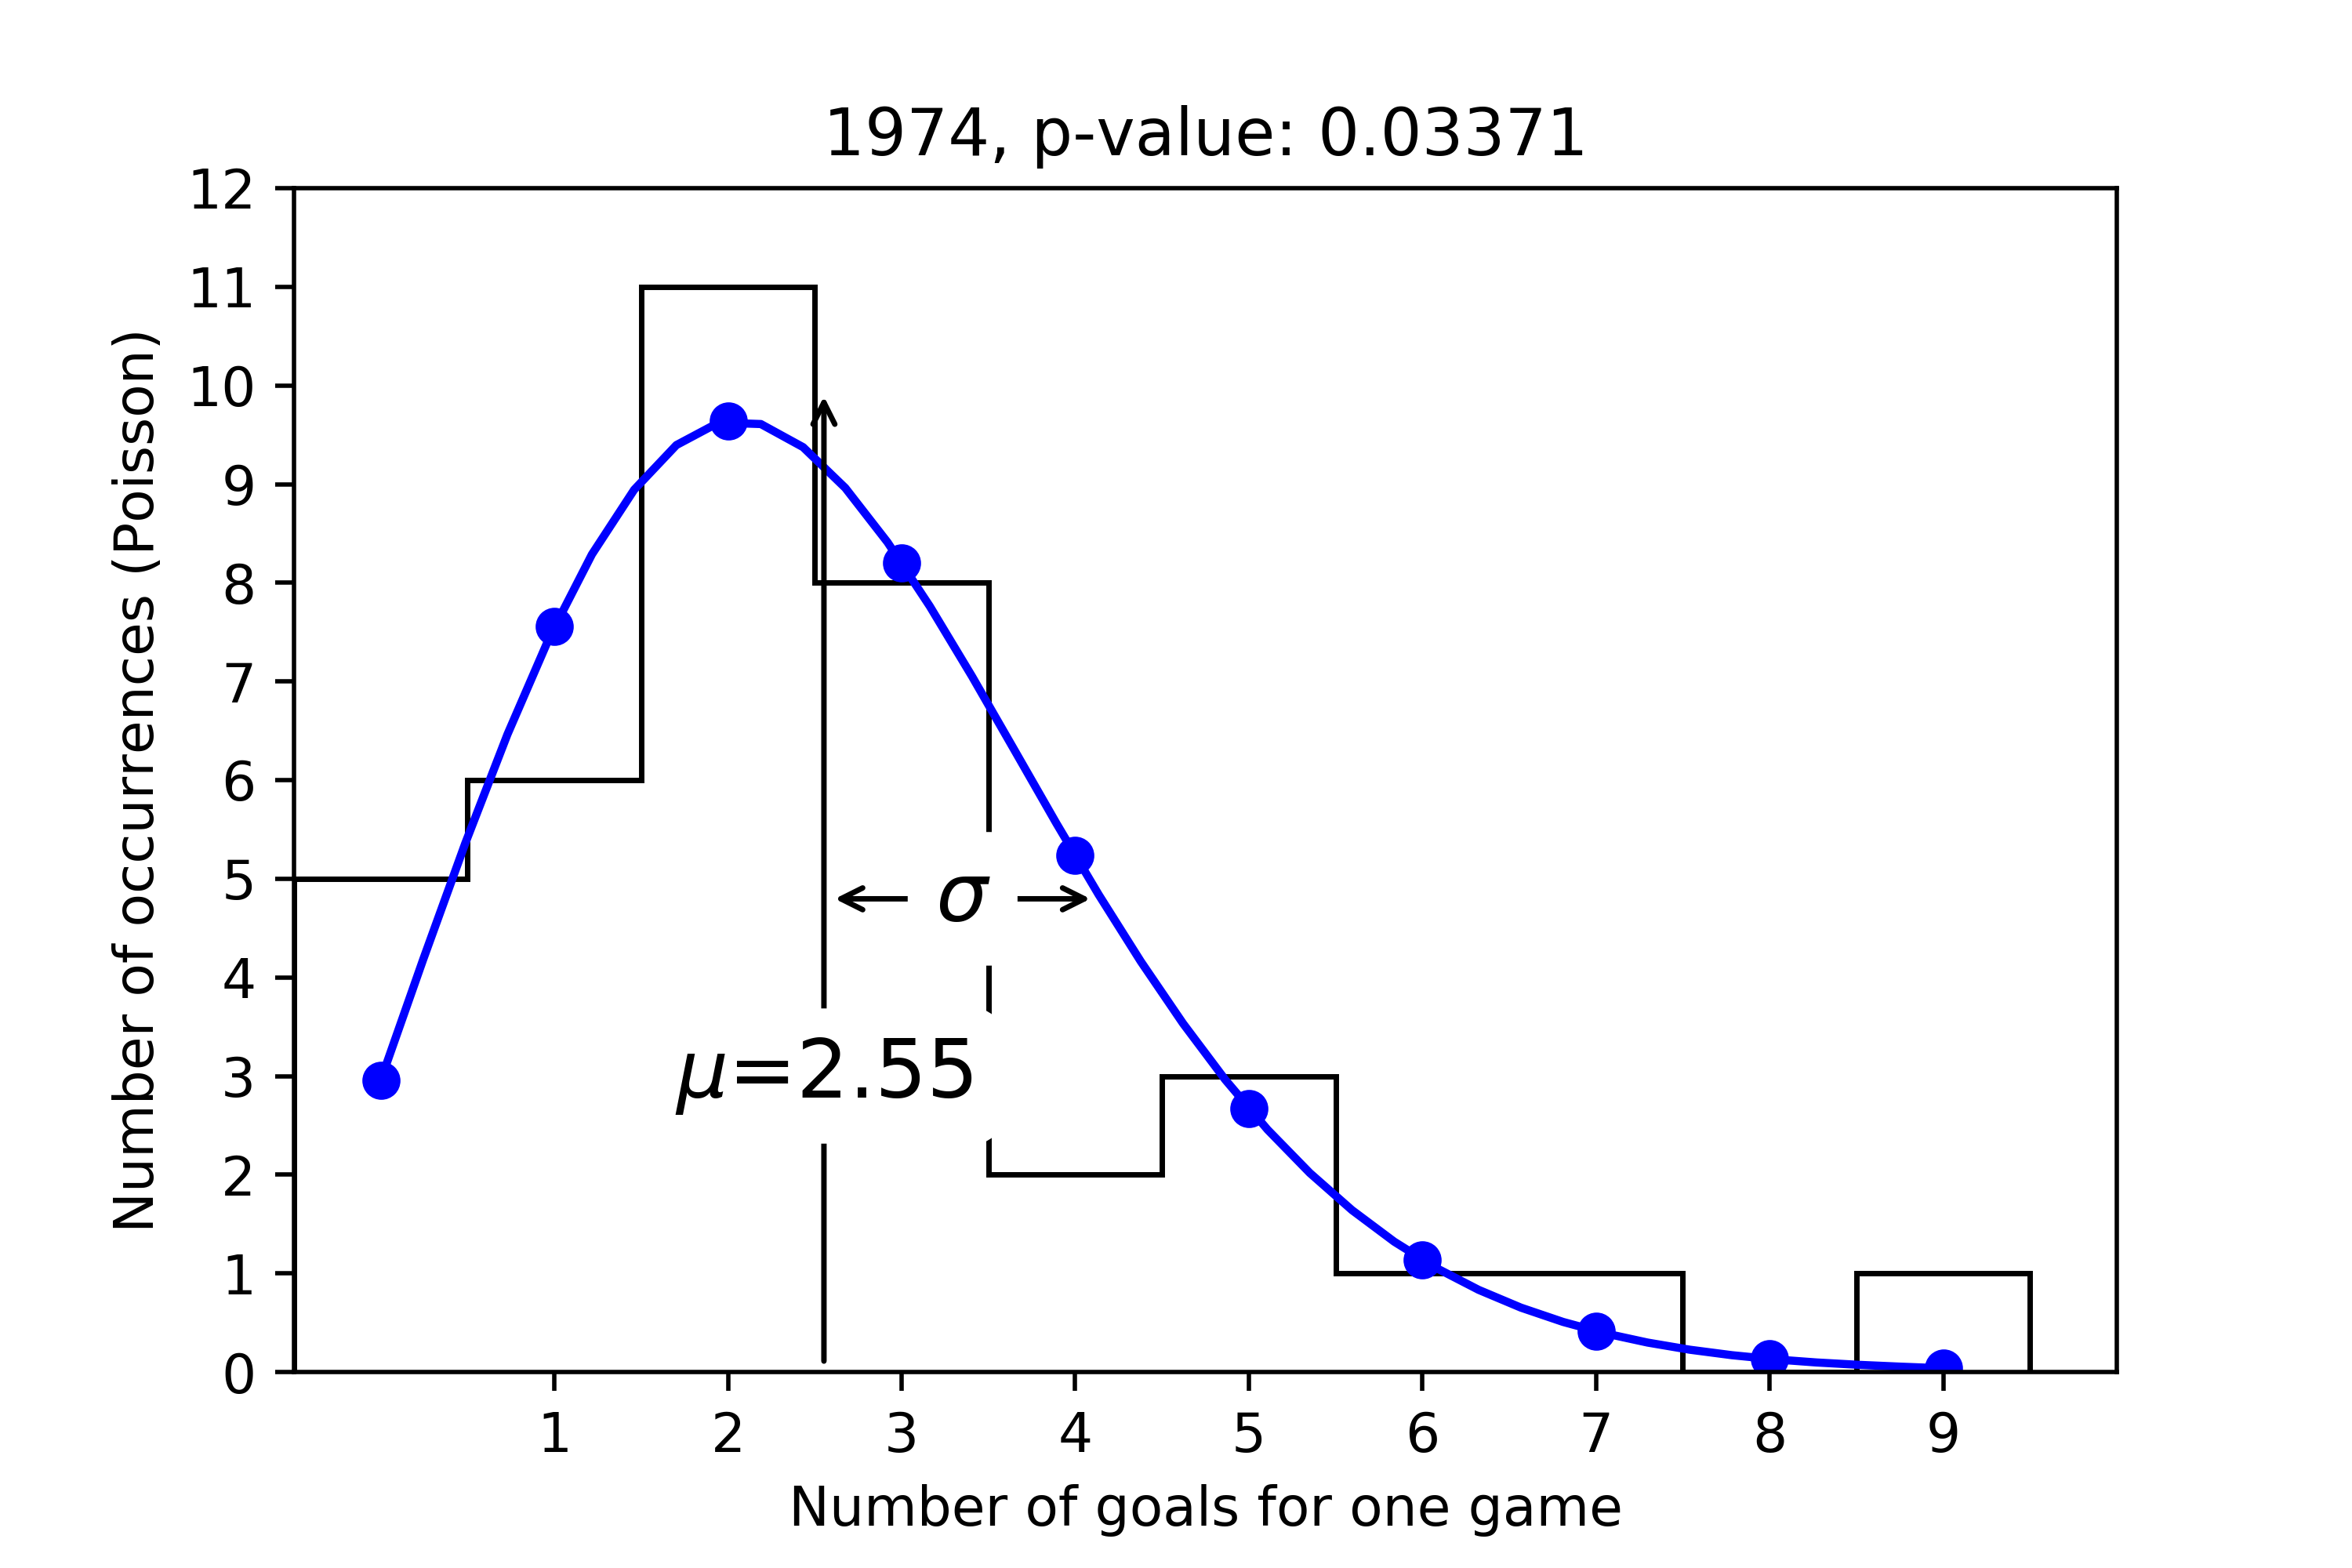 1974, p-value: 0.03371
Number of occurrences (Poisson)
12
11
10
9
8
7
6
5
4
3
2
1
0
σ
μ=2.55
1 2 3 4 5 6 7 8 9
Number of goals for one game